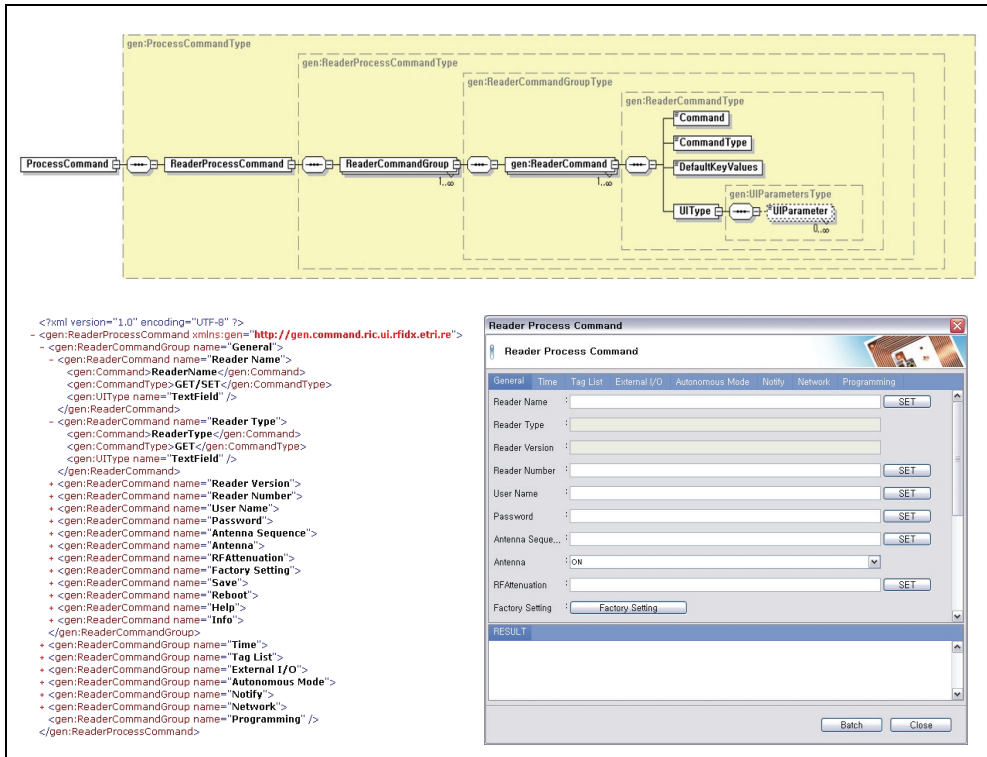 gen:ProcessCommandType
gen:ReaderProcessCommandType
gen:ReaderCommandGroupType
gen:ReaderCommandType
Command
CommandType
DefaultKeyValues
gen:UIParametersType
ProcessCommand
ReaderProcessCommand
ReaderCommandGroup
1..∞
gen:ReaderCommand
1..∞
UIType
UIParameter
0..∞
<?xml version="1.0" encoding="UTF-8" ?>
- <gen:ReaderProcessCommand xmlns:gen="http://gen.command.ric.ui.rfidx.etri.re">
- <gen:ReaderCommandGroup name="General">
- <gen:ReaderCommand name="Reader Name">
<gen:Command>ReaderName</gen:Command>
<gen:CommandType>GET/SET</gen:CommandType>
<gen:UIType name="TextField" />
</gen:ReaderCommand>
- <gen:ReaderCommand name="Reader Type">
<gen:Command>ReaderType</gen:Command>
<gen:CommandType>GET</gen:CommandType>
<gen:UIType name="TextField" />
</gen:ReaderCommand>
+ <gen:ReaderCommand name="Reader Version">
+ <gen:ReaderCommand name="Reader Number">
+ <gen:ReaderCommand name="User Name">
+ <gen:ReaderCommand name="Password">
+ <gen:ReaderCommand name="Antenna Sequence">
+ <gen:ReaderCommand name="Antenna">
+ <gen:ReaderCommand name="RFAttenuation">
+ <gen:ReaderCommand name="Factory Setting">
+ <gen:ReaderCommand name="Save">
+ <gen:ReaderCommand name="Reboot">
+ <gen:ReaderCommand name="Help">
+ <gen:ReaderCommand name="Info">
</gen:ReaderCommandGroup>
+ <gen:ReaderCommandGroup name="Time">
+ <gen:ReaderCommandGroup name="Tag List">
+ <gen:ReaderCommandGroup name="External I/O">
+ <gen:ReaderCommandGroup name="Autonomous Mode">
+ <gen:ReaderCommandGroup name="Notify">
+ <gen:ReaderCommandGroup name="Network">
<gen:ReaderCommandGroup name="Programming" />
</gen:ReaderProcessCommand>
Reader Process Command
Reader Process Command
General Time Tag List External I/O Autonomous Mode Notify Network Programming
Reader Name : SET
Reader Type :
Reader Version :
Reader Number : SET
User Name : SET
Password : SET
Antenna Seque... : SET
Antenna : ON
RFAttenuation : SET
Factory Setting : Factory Setting
RESULT
Batch Close